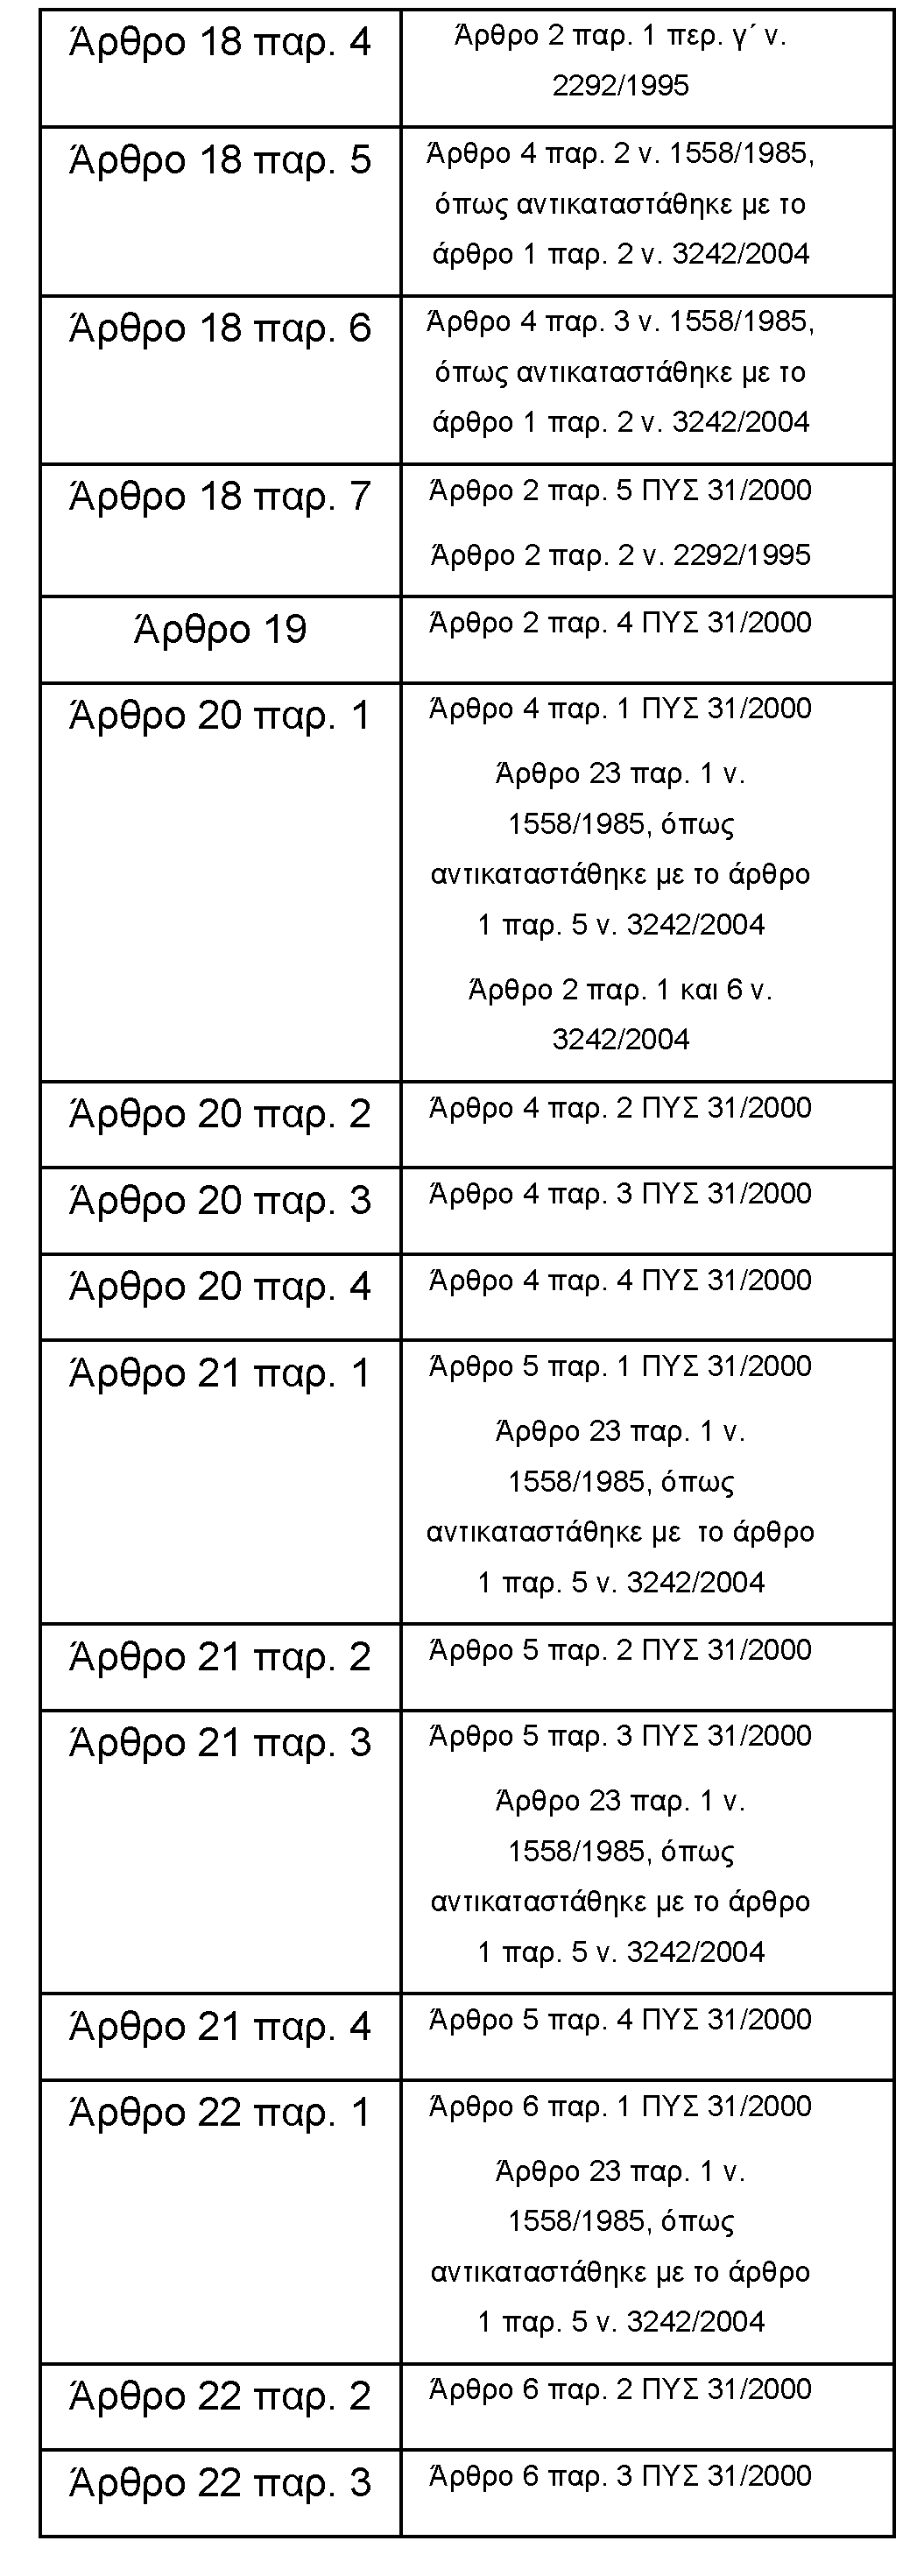 Άρθρο 18 παρ. 4
Άρθρο 2 παρ. 1 περ. γ΄ ν.
2292/1995
Άρθρο 18 παρ. 5
Άρθρο 4 παρ. 2 ν. 1558/1985,
όπως αντικαταστάθηκε με το
άρθρο 1 παρ. 2 ν. 3242/2004
Άρθρο 18 παρ. 6
Άρθρο 4 παρ. 3 ν. 1558/1985,
όπως αντικαταστάθηκε με το
άρθρο 1 παρ. 2 ν. 3242/2004
Άρθρο 18 παρ. 7
Άρθρο 2 παρ. 5 ΠΥΣ 31/2000
Άρθρο 2 παρ. 2 ν. 2292/1995
Άρθρο 19
Άρθρο 2 παρ. 4 ΠΥΣ 31/2000
Άρθρο 20 παρ. 1
Άρθρο 4 παρ. 1 ΠΥΣ 31/2000
Άρθρο 23 παρ. 1 ν.
1558/1985, όπως
αντικαταστάθηκε με το άρθρο
1 παρ. 5 ν. 3242/2004
Άρθρο 2 παρ. 1 και 6 ν.
3242/2004
Άρθρο 20 παρ. 2
Άρθρο 4 παρ. 2 ΠΥΣ 31/2000
Άρθρο 20 παρ. 3
Άρθρο 4 παρ. 3 ΠΥΣ 31/2000
Άρθρο 20 παρ. 4
Άρθρο 4 παρ. 4 ΠΥΣ 31/2000
Άρθρο 21 παρ. 1
Άρθρο 5 παρ. 1 ΠΥΣ 31/2000
Άρθρο 23 παρ. 1 ν.
1558/1985, όπως
αντικαταστάθηκε με το άρθρο
1 παρ. 5 ν. 3242/2004
Άρθρο 21 παρ. 2
Άρθρο 5 παρ. 2 ΠΥΣ 31/2000
Άρθρο 21 παρ. 3
Άρθρο 5 παρ. 3 ΠΥΣ 31/2000
Άρθρο 23 παρ. 1 ν.
1558/1985, όπως
αντικαταστάθηκε με το άρθρο
1 παρ. 5 ν. 3242/2004
Άρθρο 21 παρ. 4
Άρθρο 5 παρ. 4 ΠΥΣ 31/2000
Άρθρο 22 παρ. 1
Άρθρο 6 παρ. 1 ΠΥΣ 31/2000
Άρθρο 23 παρ. 1 ν.
1558/1985, όπως
αντικαταστάθηκε με το άρθρο
1 παρ. 5 ν. 3242/2004
Άρθρο 22 παρ. 2
Άρθρο 6 παρ. 2 ΠΥΣ 31/2000
Άρθρο 22 παρ. 3
Άρθρο 6 παρ. 3 ΠΥΣ 31/2000